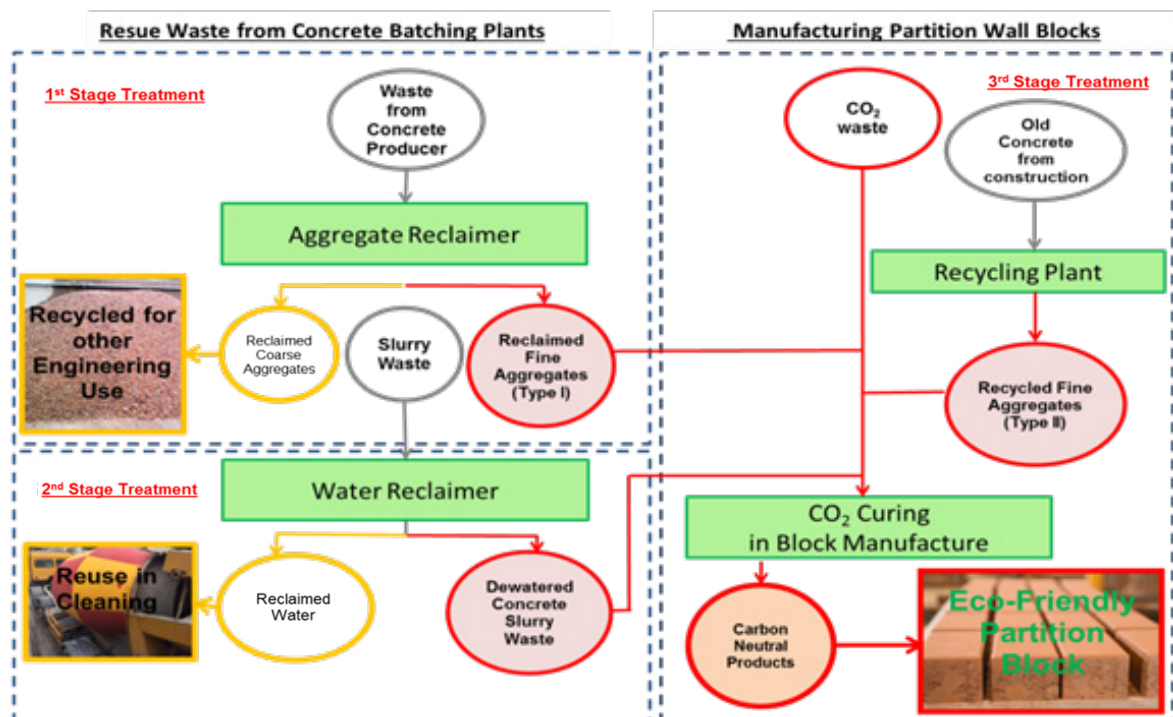 Resue Waste from Concrete Batching Plants
1st Stage Treatment
Waste
from
Concrete
Producer
Aggregate Reclaimer
Recycled for
other
Engineering
Use
Reclaimed
Coarse
Aggregates
Slurry
Waste
Reclaimed
Fine
Aggregates
(Type I)
2nd Stage Treatment
Water Reclaimer
Reuse in
Cleaning
Reclaimed
Water
Dewatered
Concrete
Slurry
Waste
Manufacturing Partition Wall Blocks
3rd Stage Treatment
CO₂
waste
Old
Concrete
from
construction
Recycling Plant
Recycled Fine
Aggregates
(Type II)
CO₂ Curing
in Block Manufacture
Carbon
Neutral
Products
Eco-Friendly
Partition
Block